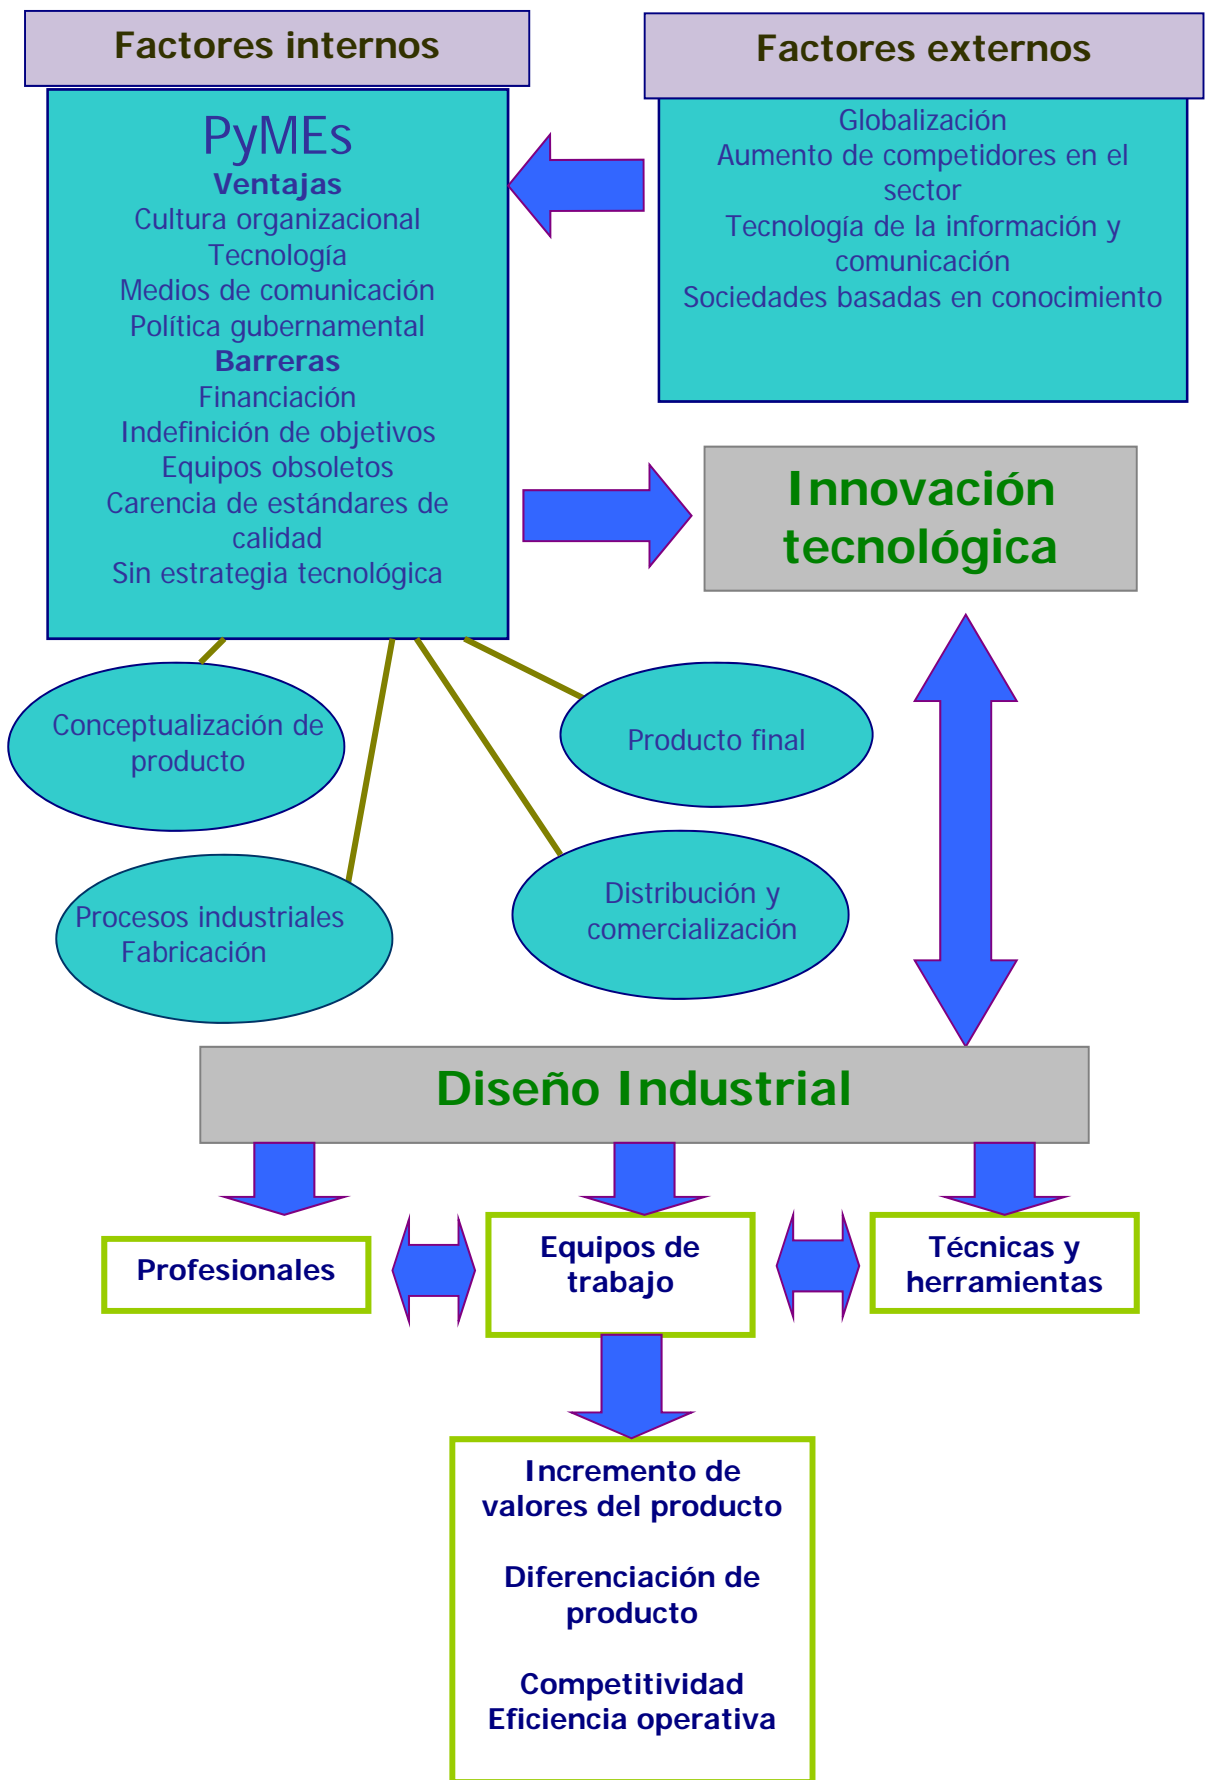 Factores internos
PyMEs
Ventajas
Cultura organizacional
Tecnología
Medios de comunicación
Política gubernamental
Barreras
Financiación
Indefinición de objetivos
Equipos obsoletos
Carencia de estándares de
calidad
Sin estrategia tecnológica
Factores externos
Globalización
Aumento de competidores en el
sector
Tecnología de la información y
comunicación
Sociedades basadas en conocimiento
Innovación
tecnológica
Conceptualización de
producto
Producto final
Procesos industriales
Fabricación
Distribución y
comercialización
Diseño Industrial
Profesionales
Equipos de
trabajo
Técnicas y
herramientas
Incremento de
valores del producto
Diferenciación de
producto
Competitividad
Eficiencia operativa